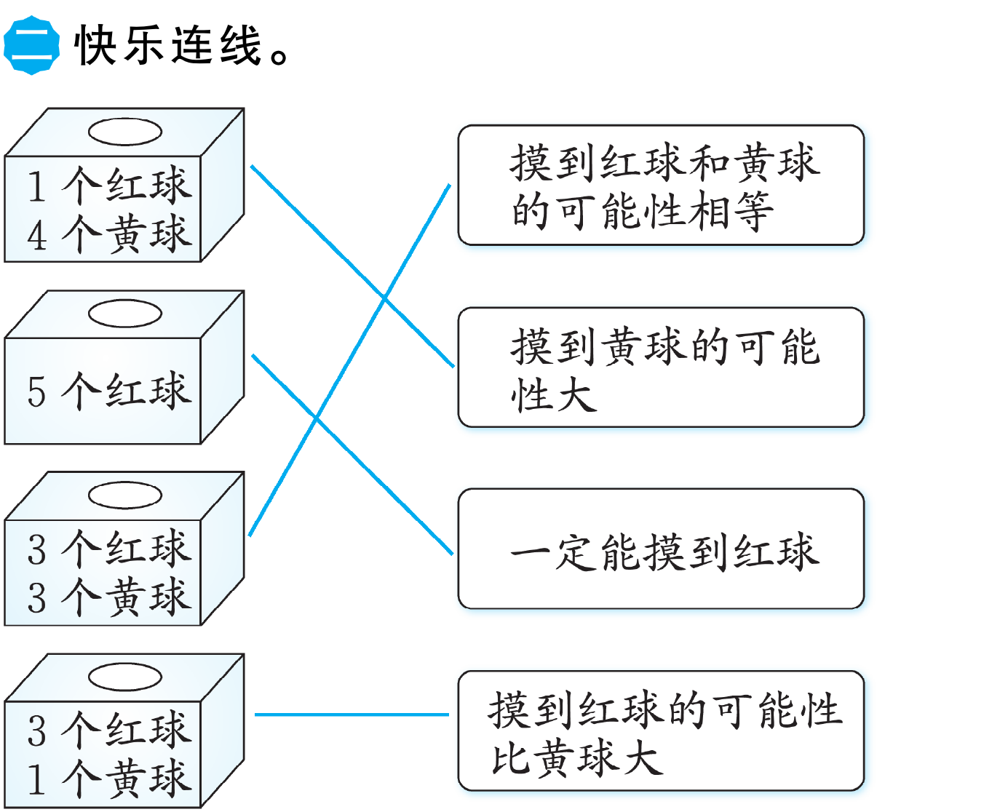 二 快乐连线。
1 个红球
4 个黄球
摸到红球和黄球
的可能性相等
5 个红球
摸到黄球的可能
性大
3 个红球
3 个黄球
一定能摸到红球
3 个红球
1 个黄球
摸到红球的可能性
比黄球大